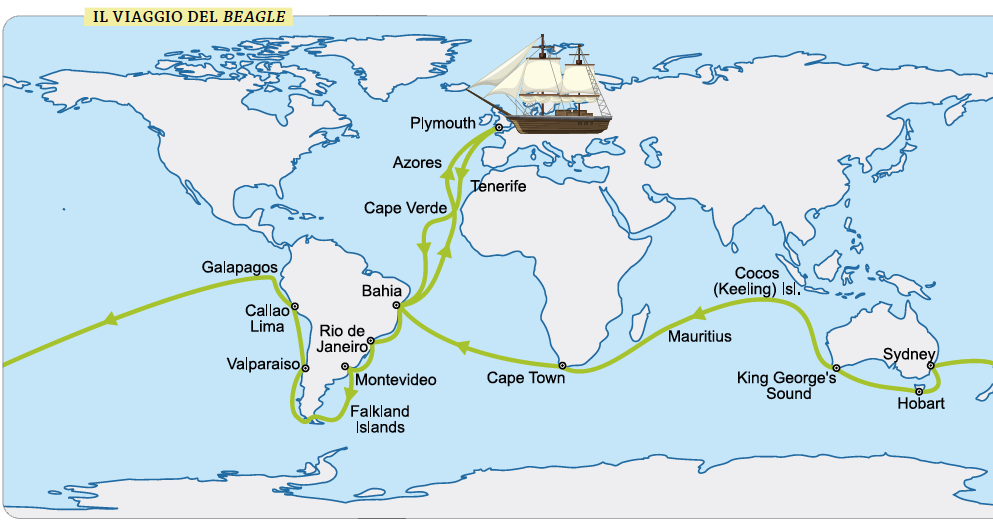 IL VIAGGIO DEL BEAGLE
Plymouth
Azores
Tenerife
Cape Verde
Galapagos
Bahia
Callao
Lima
Rio de
Janeiro
Valparaiso
Montevideo
Falkland
Islands
Cape Town
Mauritius
Cocos
(Keeling) Isl.
King George's
Sound
Sydney
Hobart